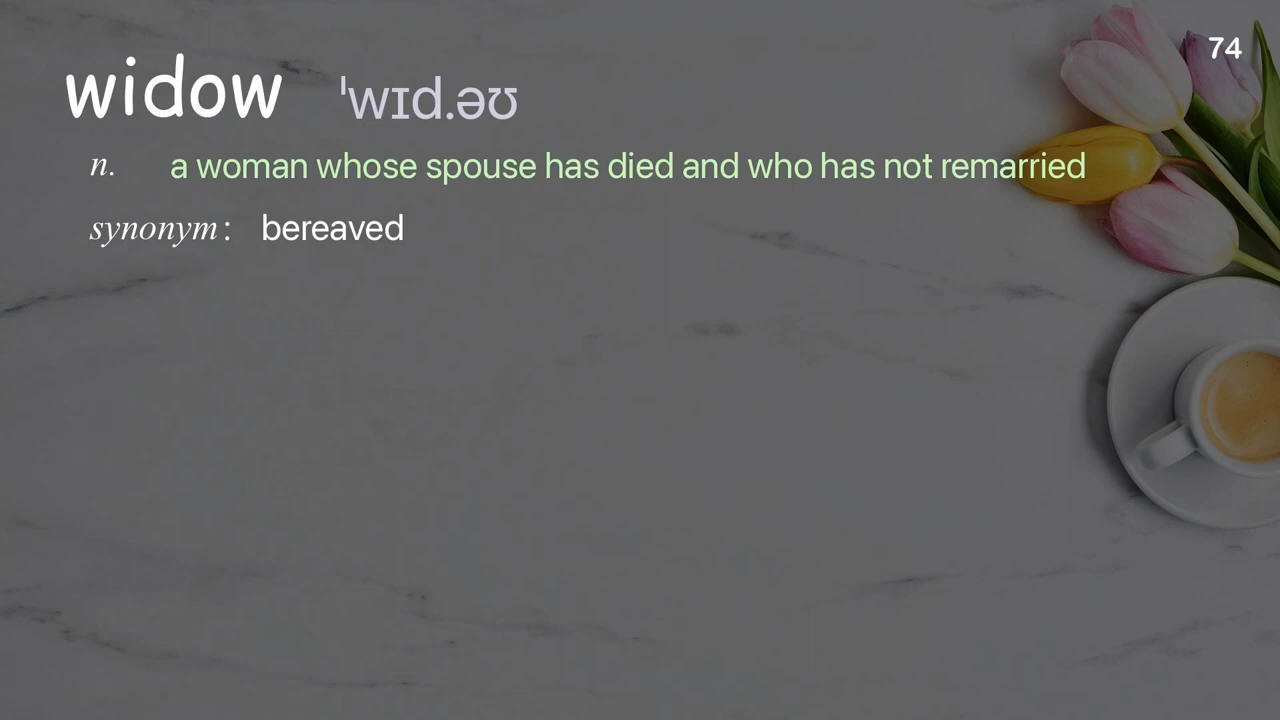 74
widow ˈwɪd.əʊ
n. a woman whose spouse has died and who has not remarried
synonym: bereaved